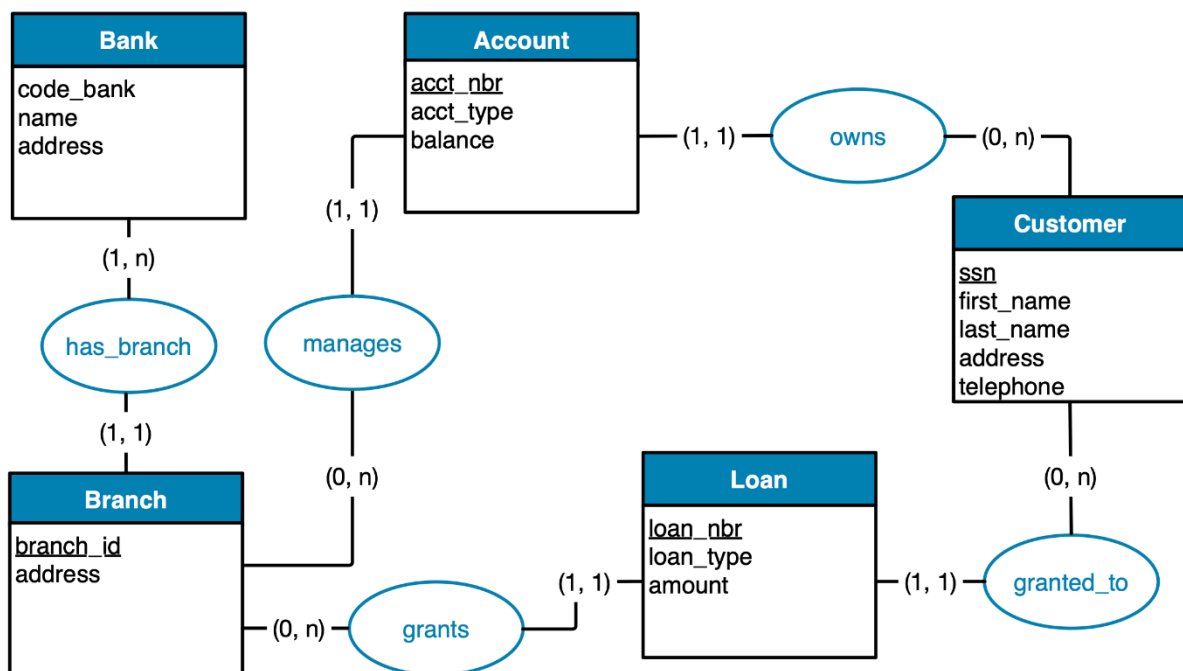 Bank
code_bank
name
address
(1, n)
has_branch
(1, 1)
Branch
branch_id
address
Account
acct_nbr
acct_type
balance
(1, 1)
manages
(0, n)
(1, 1)
owns
(0, n)
Customer
ssn
first_name
last_name
address
telephone
(0, n)
granted_to
(1, 1)
Loan
loan_nbr
loan_type
amount
(1, 1)
grants
(0, n)